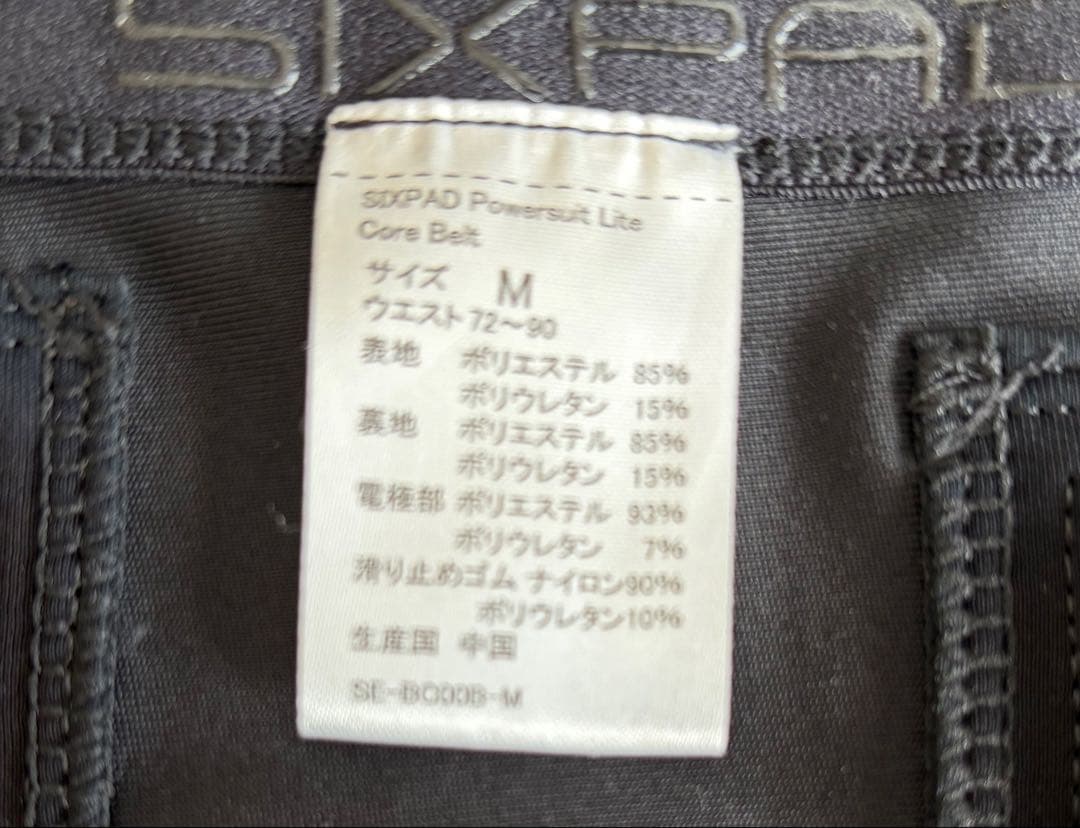 SIXPAD
SIXPAD Powersuit Lite
Core Belt
サイズ M
ウエスト72～90
表地 ポリエステル 85%
ポリウレタン 15%
裏地 ポリエステル 85%
ポリウレタン 15%
電極部 ポリエステル 93%
ポリウレタン 7%
滑り止めゴム ナイロン90%
ポリウレタン10%
生産国 中国
SE-BO00B-M